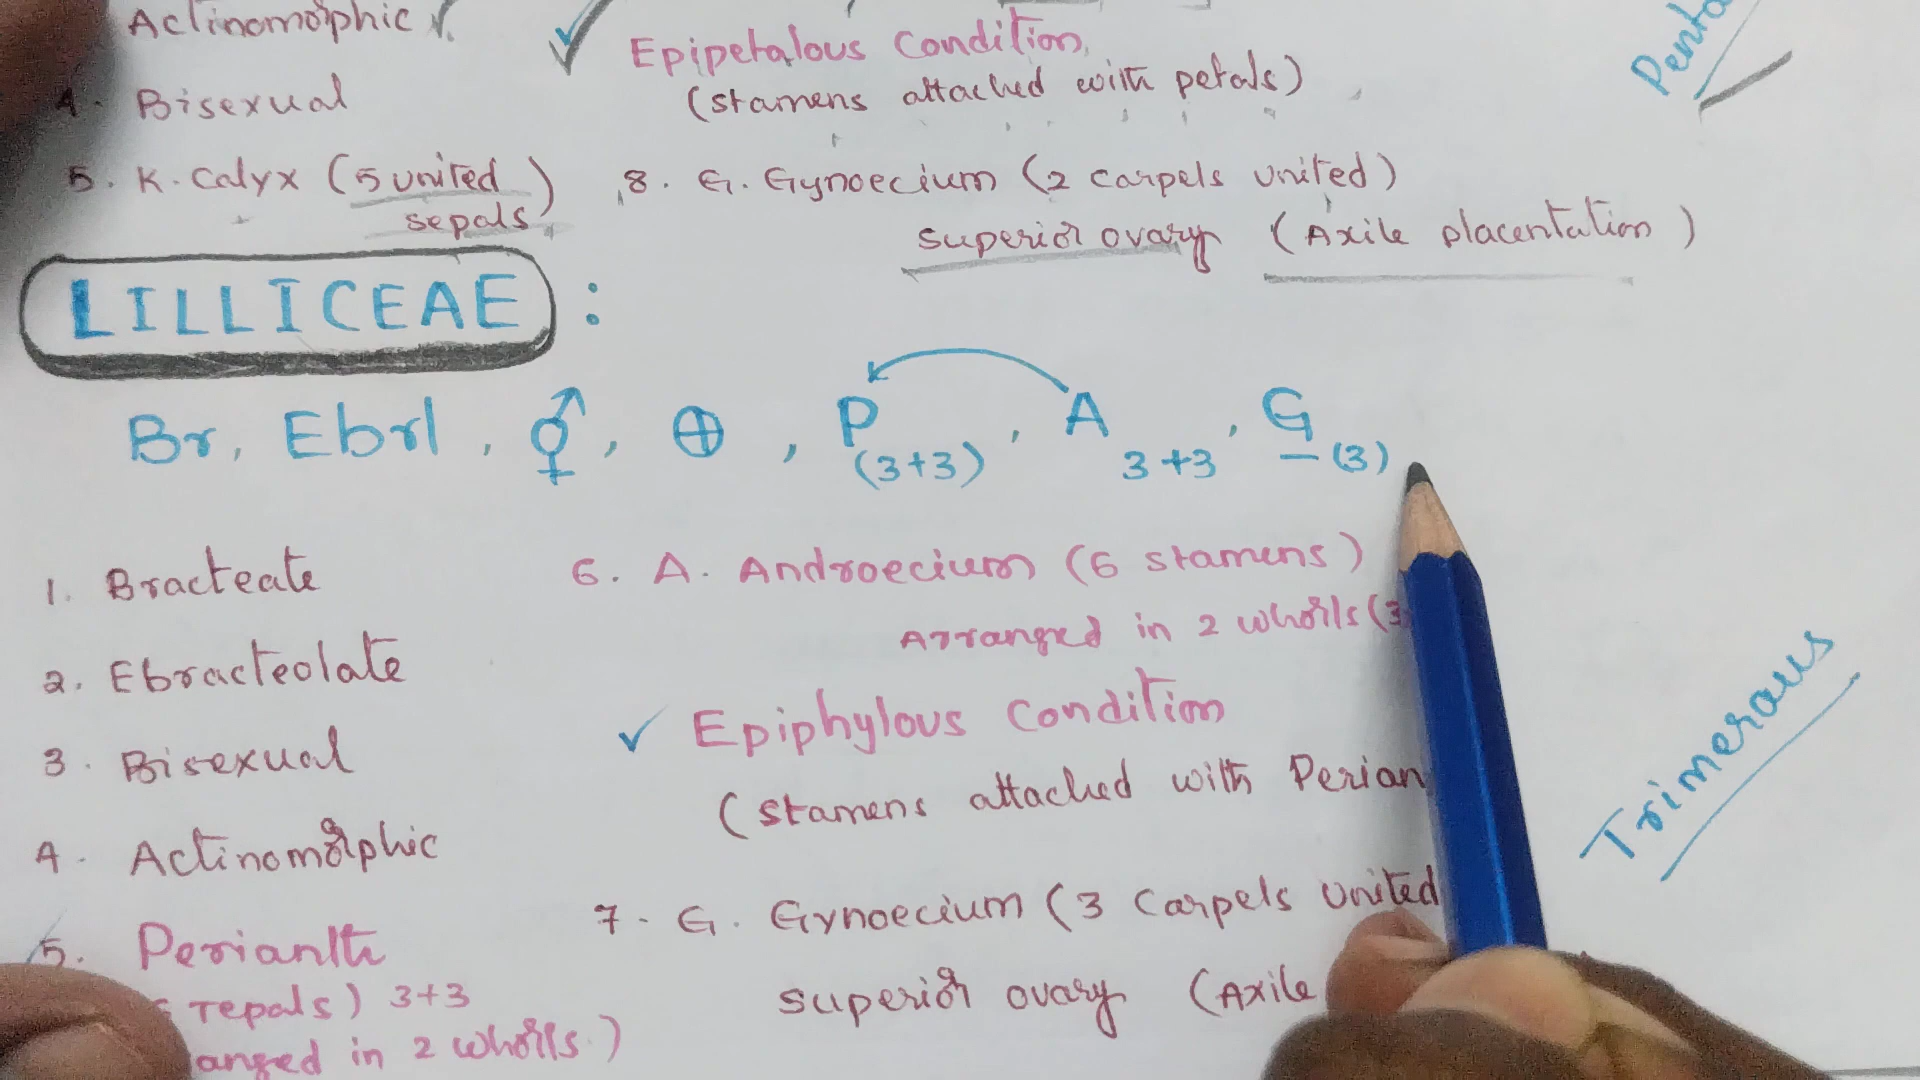 Actinomorphic
4. Bisexual
5. K. Calyx (5 united sepals)
Epipetalous Condition
(stamens attached with petals)
8. G. Gynoecium (2 carpels united)
superior ovary (Axile placentation)
Penta
LILLICEAE :
Br, Ebrl, ⚥, ⊕, P(3+3), A 3+3, G(3)
1. Bracteate
2. Ebracteolate
3. Bisexual
4. Actinomorphic
5. Perianth
tepals) 3+3
anged in 2 whorls.)
6. A. Androecium (6 stamens)
Arranged in 2 whorls (3
Epiphylous Condition
(stamens attached with Perian
7- G. Gynoecium (3 Carpels United
superior ovary (Axile
Trimerous